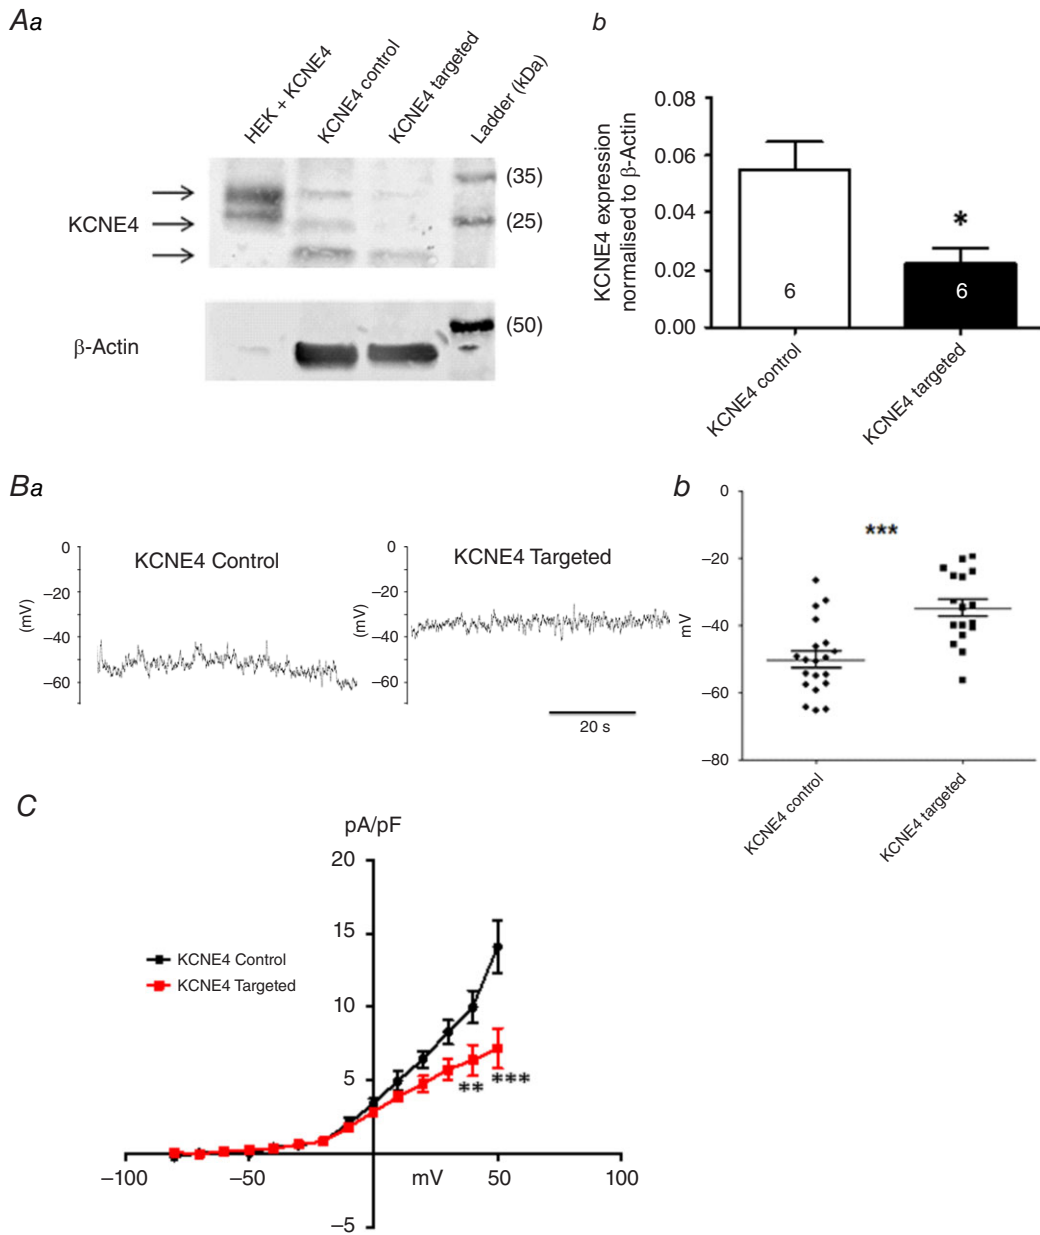 Aa
HEK + KCNE4
KCNE4 control
KCNE4 targeted
Ladder (kDa)
(35)
KCNE4
(25)
(50)
β-Actin
b
KCNE4 expression
normalised to β-Actin
0.08
0.06
0.04
0.02
0.00
*
6
6
KCNE4 control
KCNE4 targeted
Ba
KCNE4 Control
(mV)
0
−20
−40
−60
KCNE4 Targeted
(mV)
0
−20
−40
−60
20 s
b
mV
0
−20
−40
−60
−80
***
KCNE4 control
KCNE4 targeted
C
pA/pF
20
15
10
5
−5
KCNE4 Control
KCNE4 Targeted
**
***
−100
−50
mV
50
100